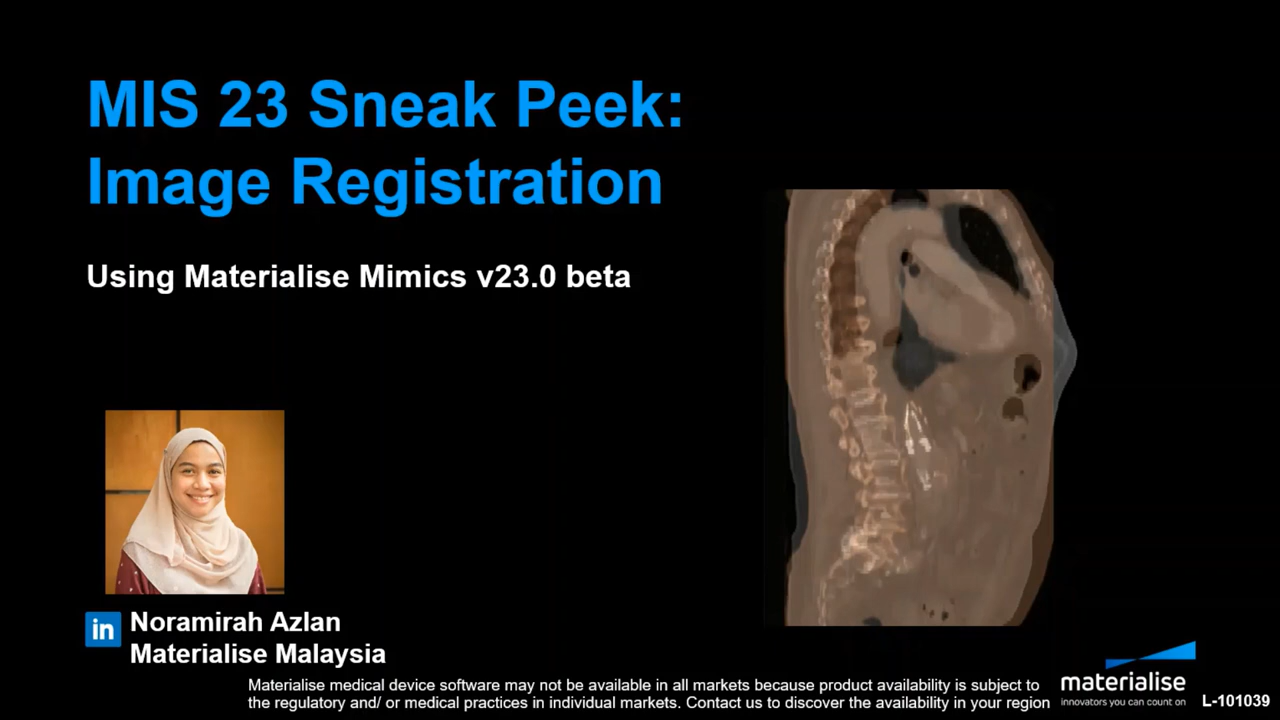 MIS 23 Sneak Peek:
Image Registration
Using Materialise Mimics v23.0 beta
in
Noramirah Azlan
Materialise Malaysia
Materialise medical device software may not be available in all markets because product availability is subject to
the regulatory and/ or medical practices in individual markets. Contact us to discover the availability in your region
materialise
innovators you can count on
L-101039